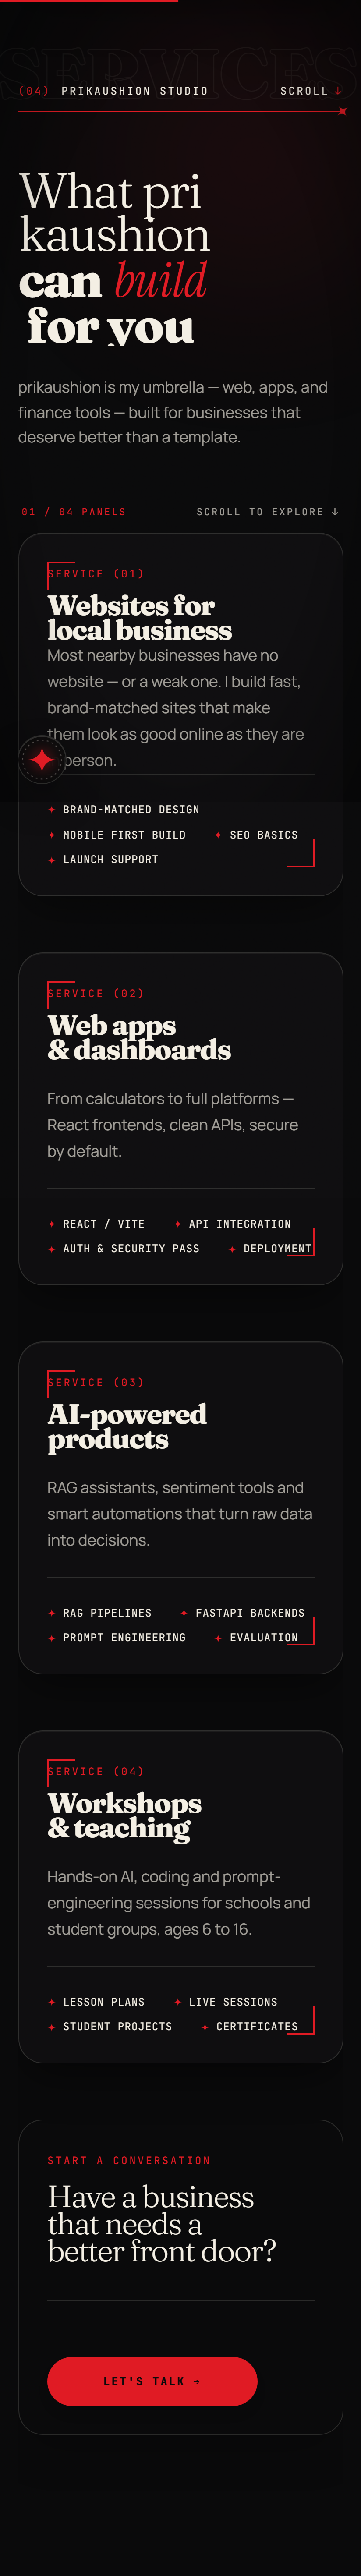 SERVICES
(04) PRIKAUSHION STUDIO SCROLL ↓
What pri
kaushion
can build
for you
prikaushion is my umbrella — web, apps, and
finance tools — built for businesses that
deserve better than a template.
01 / 04 PANELS SCROLL TO EXPLORE ↓
SERVICE (01)
Websites for
local business
Most nearby businesses have no
website — or a weak one. I build fast,
brand-matched sites that make
them look as good online as they are
person.
✦ BRAND-MATCHED DESIGN
✦ MOBILE-FIRST BUILD ✦ SEO BASICS
✦ LAUNCH SUPPORT
SERVICE (02)
Web apps
& dashboards
From calculators to full platforms —
React frontends, clean APIs, secure
by default.
✦ REACT / VITE ✦ API INTEGRATION
✦ AUTH & SECURITY PASS ✦ DEPLOYMENT
SERVICE (03)
AI-powered
products
RAG assistants, sentiment tools and
smart automations that turn raw data
into decisions.
✦ RAG PIPELINES ✦ FASTAPI BACKENDS
✦ PROMPT ENGINEERING ✦ EVALUATION
SERVICE (04)
Workshops
& teaching
Hands-on AI, coding and prompt-
engineering sessions for schools and
student groups, ages 6 to 16.
✦ LESSON PLANS ✦ LIVE SESSIONS
✦ STUDENT PROJECTS ✦ CERTIFICATES
START A CONVERSATION
Have a business
that needs a
better front door?
LET'S TALK →